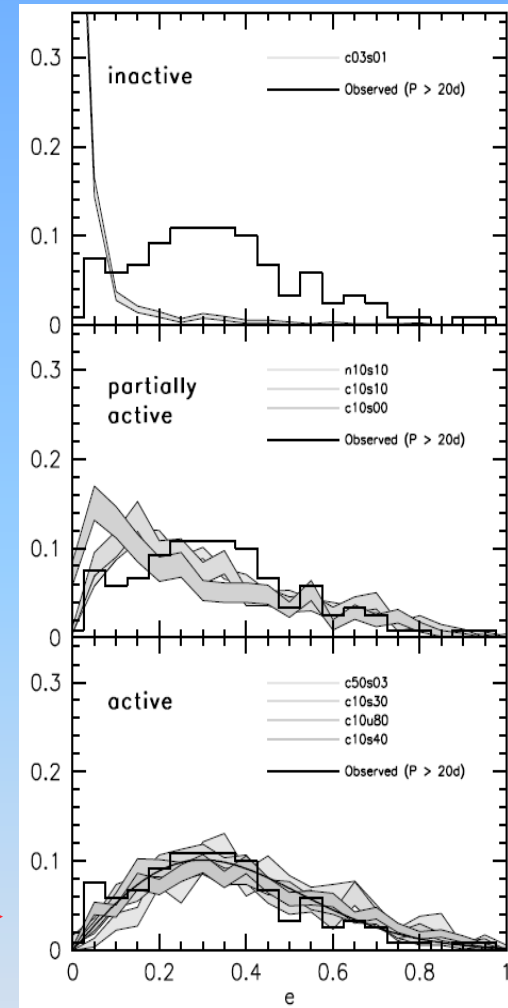 0.3
0.2
0.1
0
inactive
c03s01
Observed (P > 20d)
0.3
0.2
0.1
0
partially
active
n10s10
c10s10
c10s00
Observed (P > 20d)
0.3
0.2
0.1
0
active
c50s03
c10s30
c10u80
c10s40
Observed (P > 20d)
0 0.2 0.4 0.6 0.8 1
e